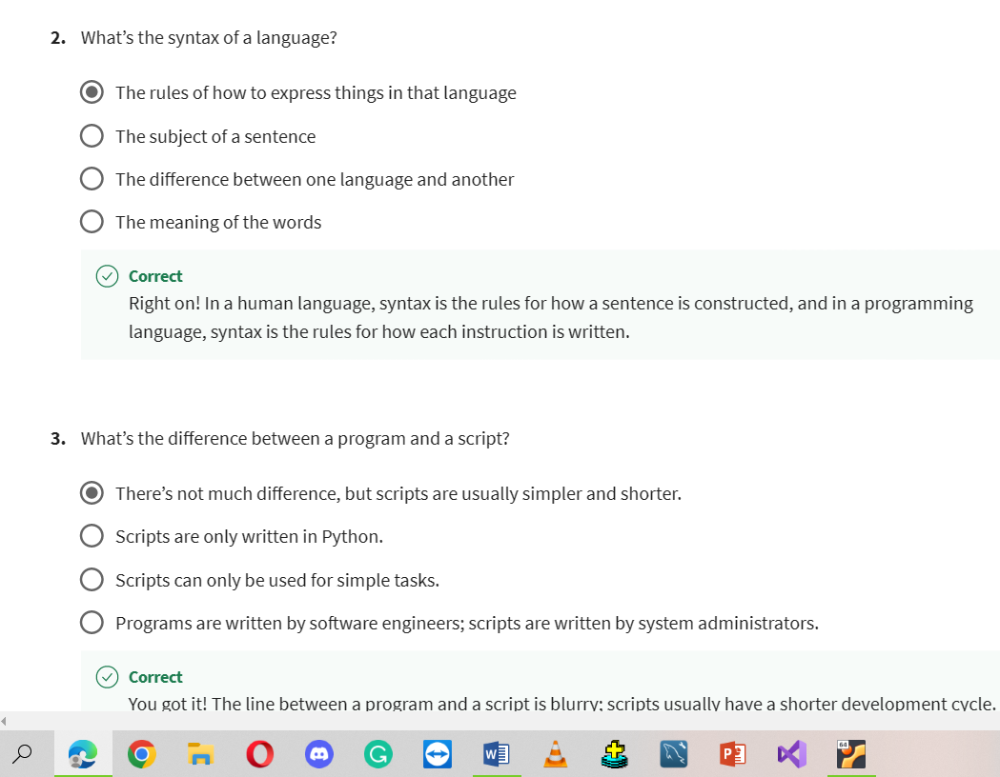 2. What’s the syntax of a language?
The rules of how to express things in that language
The subject of a sentence
The difference between one language and another
The meaning of the words
Correct
Right on! In a human language, syntax is the rules for how a sentence is constructed, and in a programming
language, syntax is the rules for how each instruction is written.
3. What’s the difference between a program and a script?
There’s not much difference, but scripts are usually simpler and shorter.
Scripts are only written in Python.
Scripts can only be used for simple tasks.
Programs are written by software engineers; scripts are written by system administrators.
Correct
You got it! The line between a program and a script is blurry; scripts usually have a shorter development cycle.
G
W
P
64